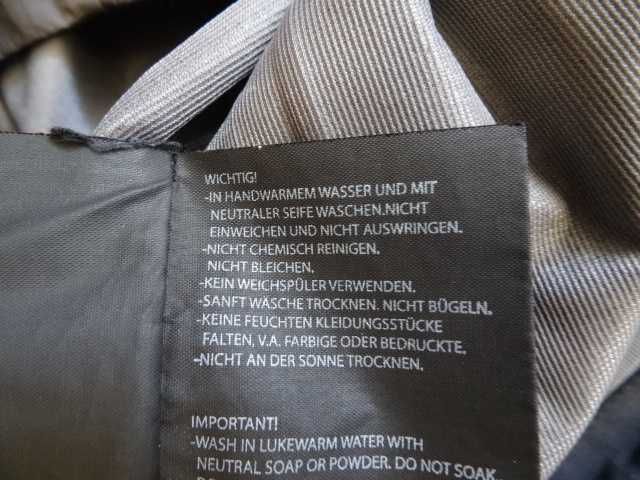 WICHTIG!
-IN HANDWARMEM WASSER UND MIT
NEUTRALER SEIFE WASCHEN.NICHT
EINWEICHEN UND NICHT AUSWRINGEN.
-NICHT CHEMISCH REINIGEN.
NICHT BLEICHEN.
-KEIN WEICHSPÜLER VERWENDEN.
-SANFT WÄSCHE TROCKNEN. NICHT BÜGELN.
-KEINE FEUCHTEN KLEIDUNGSSTÜCKE
FALTEN, V.A. FARBIGE ODER BEDRUCKTE.
-NICHT AN DER SONNE TROCKNEN.
IMPORTANT!
-WASH IN LUKEWARM WATER WITH
NEUTRAL SOAP OR POWDER. DO NOT SOAK